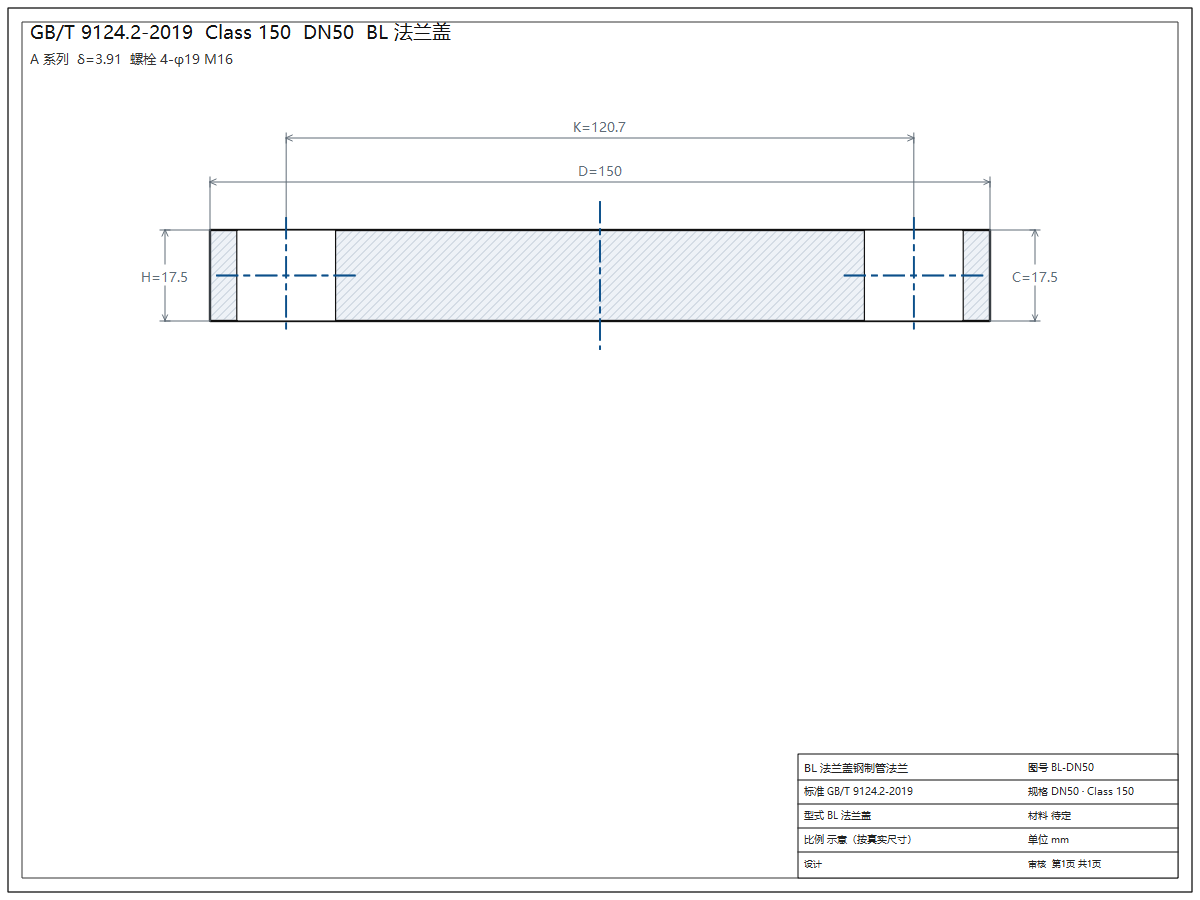 GB/T 9124.2-2019 Class 150 DN50 BL 法兰盖
A 系列 δ=3.91 螺栓 4-φ19 M16
K=120.7
D=150
H=17.5
C=17.5
BL 法兰盖钢制管法兰 图号 BL-DN50
标准 GB/T 9124.2-2019 规格 DN50 · Class 150
型式 BL 法兰盖 材料 待定
比例 示意（按真实尺寸） 单位 mm
设计 审核 第1页 共1页